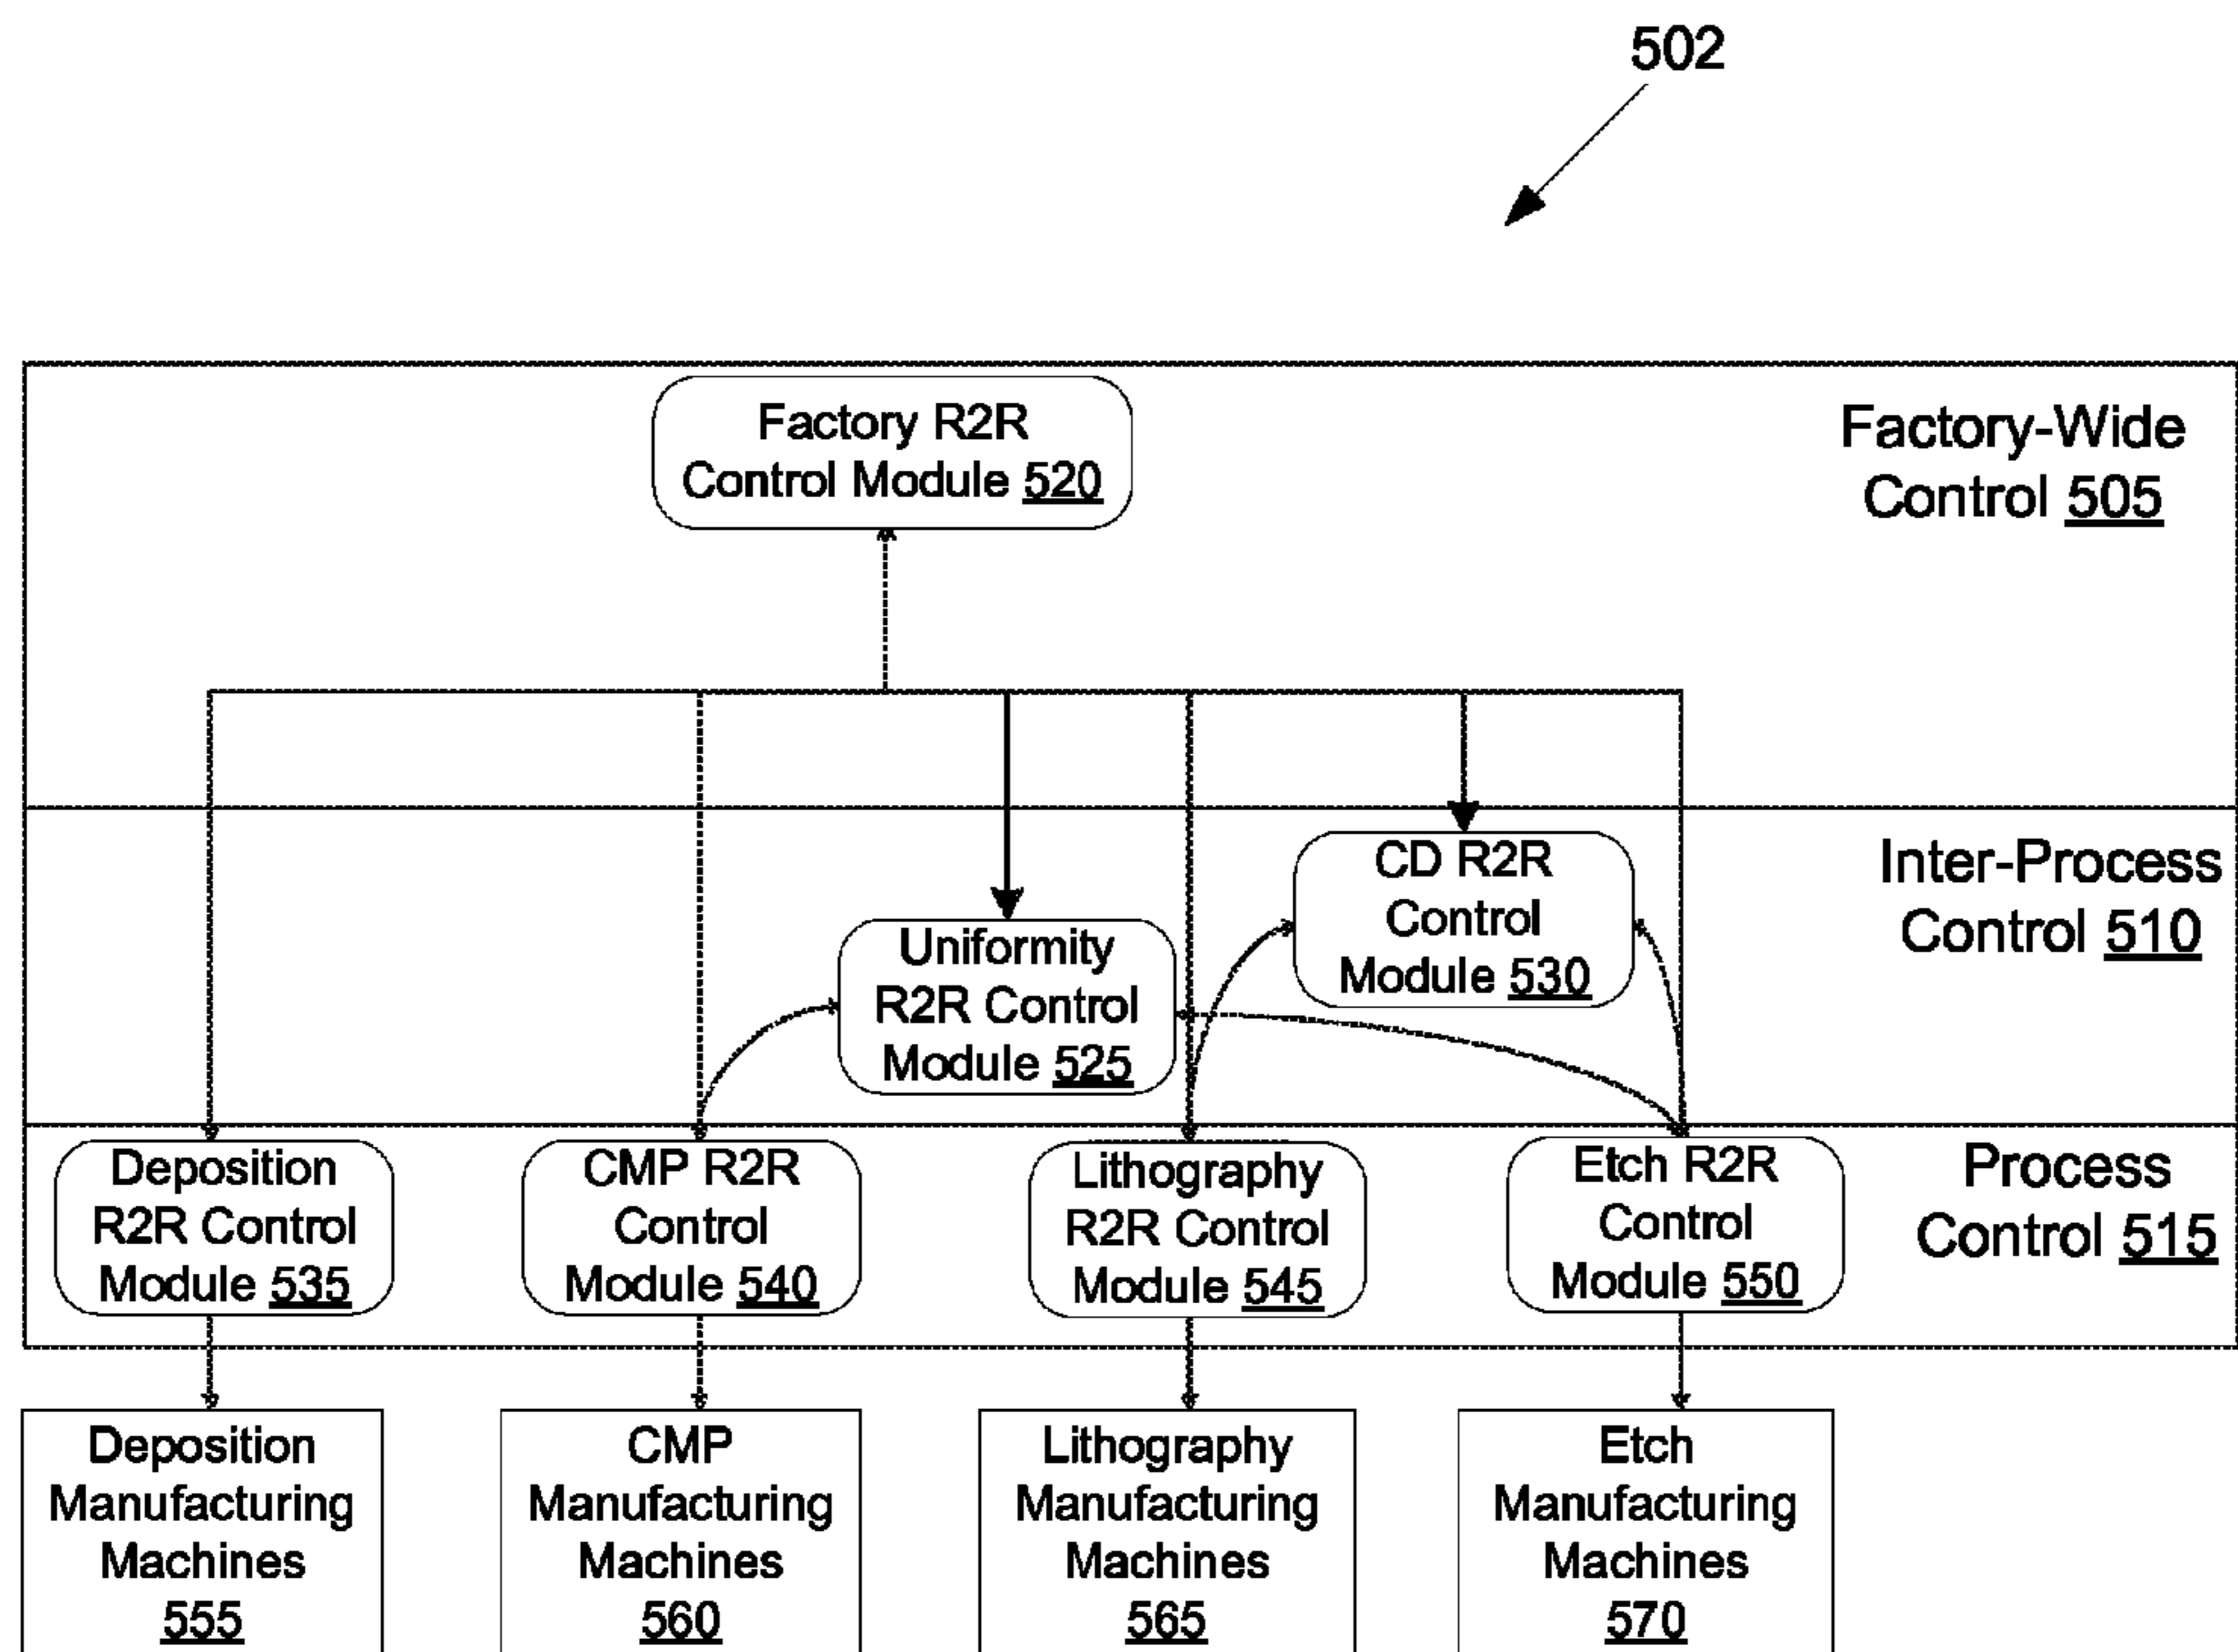 502
Factory R2R
Control Module 520
Factory-Wide
Control 505
CD R2R
Control
Module 530
Inter-Process
Control 510
Uniformity
R2R Control
Module 525
Deposition
R2R Control
Module 535
CMP R2R
Control
Module 540
Lithography
R2R Control
Module 545
Etch R2R
Control
Module 550
Process
Control 515
Deposition
Manufacturing
Machines
555
CMP
Manufacturing
Machines
560
Lithography
Manufacturing
Machines
565
Etch
Manufacturing
Machines
570